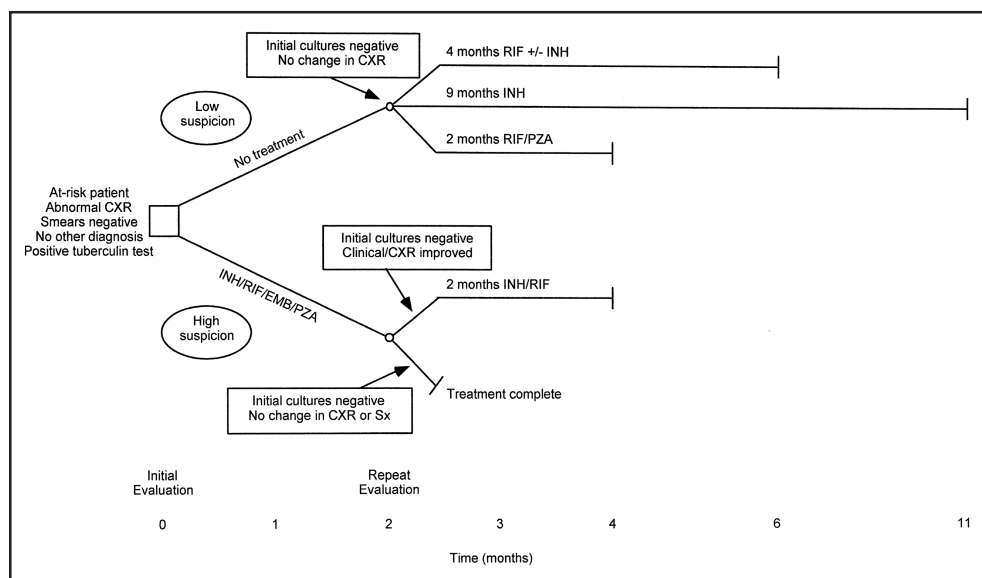 Initial cultures negative
No change in CXR
4 months RIF +/- INH
Low
suspicion
9 months INH
No treatment
2 months RIF/PZA
At-risk patient
Abnormal CXR
Smears negative
No other diagnosis
Positive tuberculin test
Initial cultures negative
Clinical/CXR improved
INH/RIF/EMB/PZA
2 months INH/RIF
High
suspicion
Initial cultures negative
No change in CXR or Sx
Treatment complete
Initial
Evaluation
Repeat
Evaluation
0 1 2 3 4 6 11
Time (months)